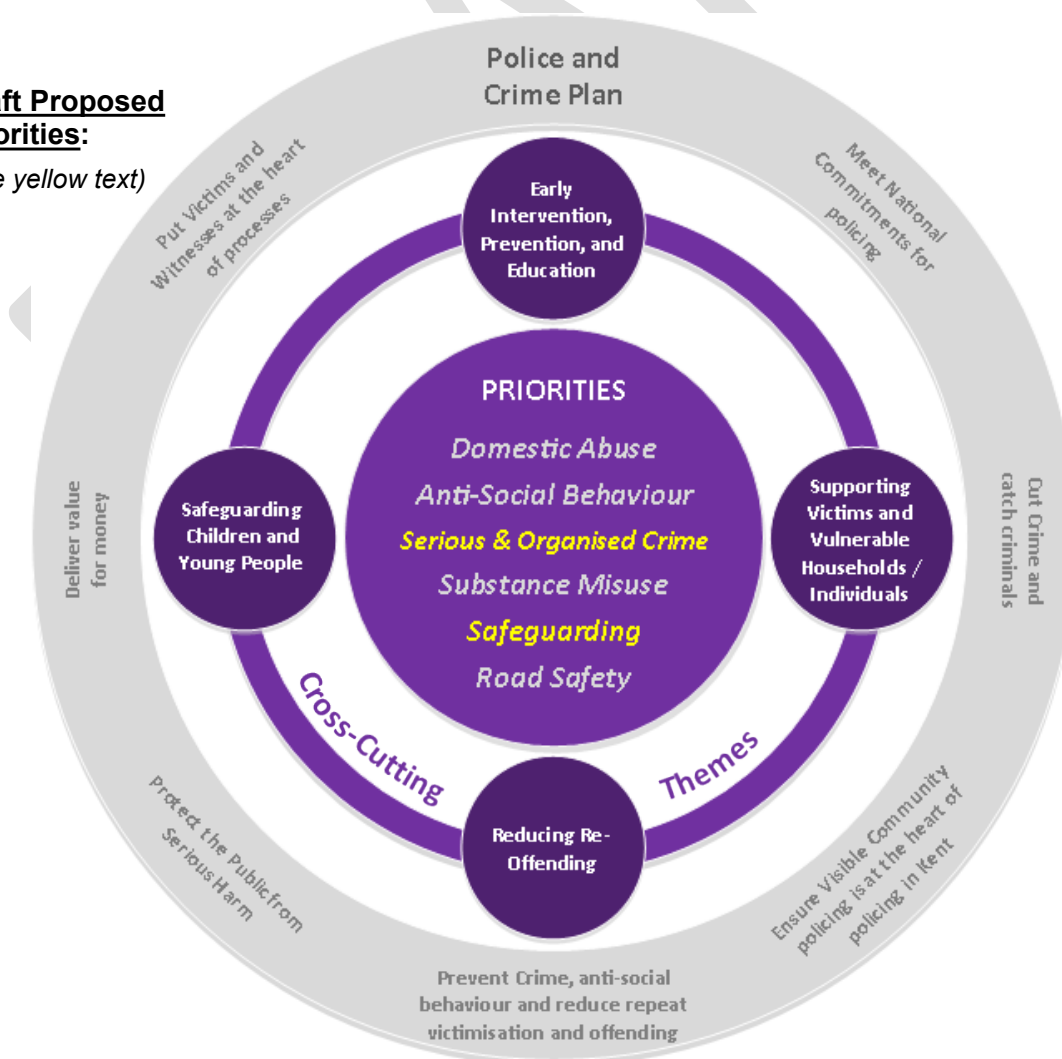 aft Proposed
orities:
e yellow text)
Police and
Crime Plan
Put Victims and
Witnesses at the heart
of processes
Meet National
Commitments for
policing
Early
Intervention,
Prevention, and
Education
PRIORITIES
Domestic Abuse
Anti-Social Behaviour
Serious & Organised Crime
Substance Misuse
Safeguarding
Road Safety
Safeguarding
Children and
Young People
Supporting
Victims and
Vulnerable
Households /
Individuals
Deliver value
for money
Cut Crime and
catch criminals
Cross-Cutting
Themes
Reducing Re-
Offending
Protect the Public from
Serious Harm
Ensure Visible Community
policing is at the heart of
policing in Kent
Prevent Crime, anti-social
behaviour and reduce repeat
victimisation and offending